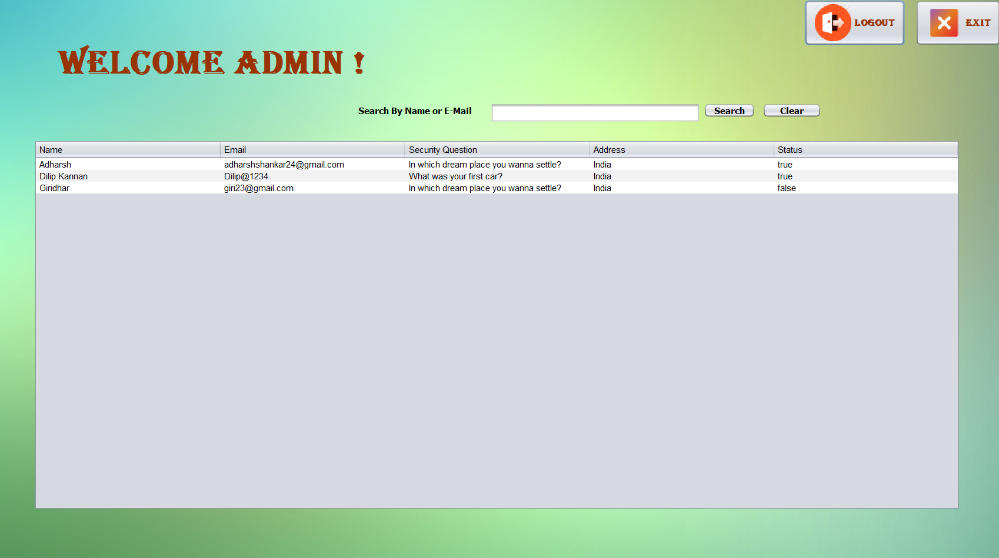 LOGOUT EXIT
WELCOME ADMIN !
Search By Name or E-Mail Search Clear
Name Email Security Question Address Status
Adharsh adharshshankar24@gmail.com In which dream place you wanna settle? India true
Dilip Kannan Dilip@1234 What was your first car? India true
Giridhar giri23@gmail.com In which dream place you wanna settle? India false